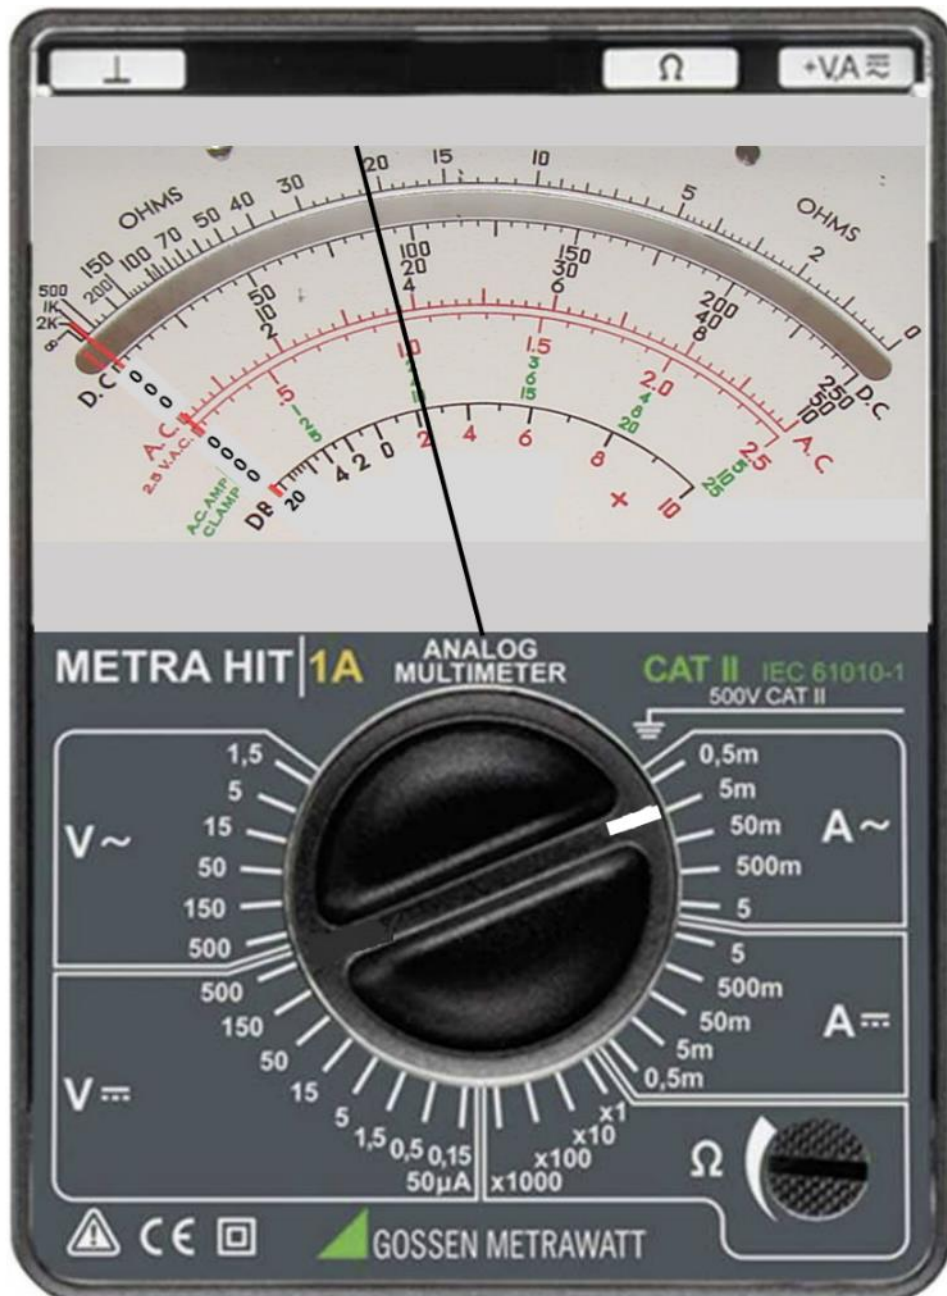 ⊥ Ω +V,A
OHMS
∞ 2K 1K 500 200 150 100 70 50 40 30 20 15 10 5 2 0
OHMS
D.C 0 50 100 150 200 250 D.C
0 10 20 30 40 50
0 2 4 6 8 10
A.C. A.C
2.5 V.A.C. 0 .5 1.0 1.5 2.0 2.5
A.C. AMP
CLAMP
DB 20 4 2 0 2 4 6 8 10
+
METRA HIT 1A ANALOG
MULTIMETER
CAT II IEC 61010-1
500V CAT II
V~
1,5
5
15
50
150
500
A~
0,5m
5m
50m
500m
5
V
500
150
50
15
5
1,5
0,5
0,15
50µA
A
5
500m
50m
5m
0,5m
x1
x10
x100
x1000
Ω
CE GOSSEN METRAWATT